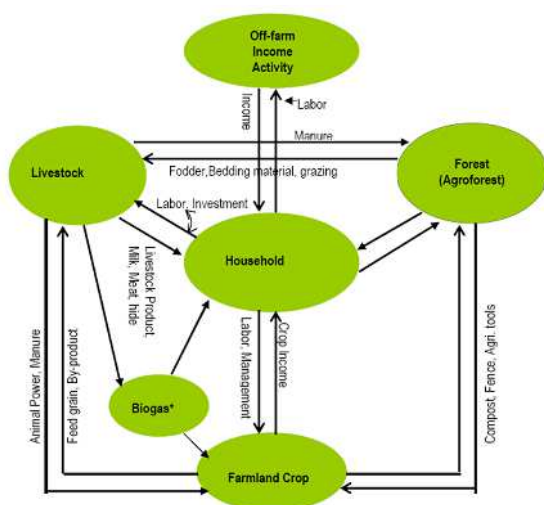 Off-farm
Income
Activity
Income
Labor
Manure
Fodder,Bedding material, grazing
Livestock
Forest
(Agroforest)
Labor, Investment
Household
Livestock Product,
Milk, Meat, hide
Labor, Management
Crop Income
Animal Power, Manure
Feed grain, By-product
Compost, Fence, Agri. tools
Biogas*
Farmland Crop